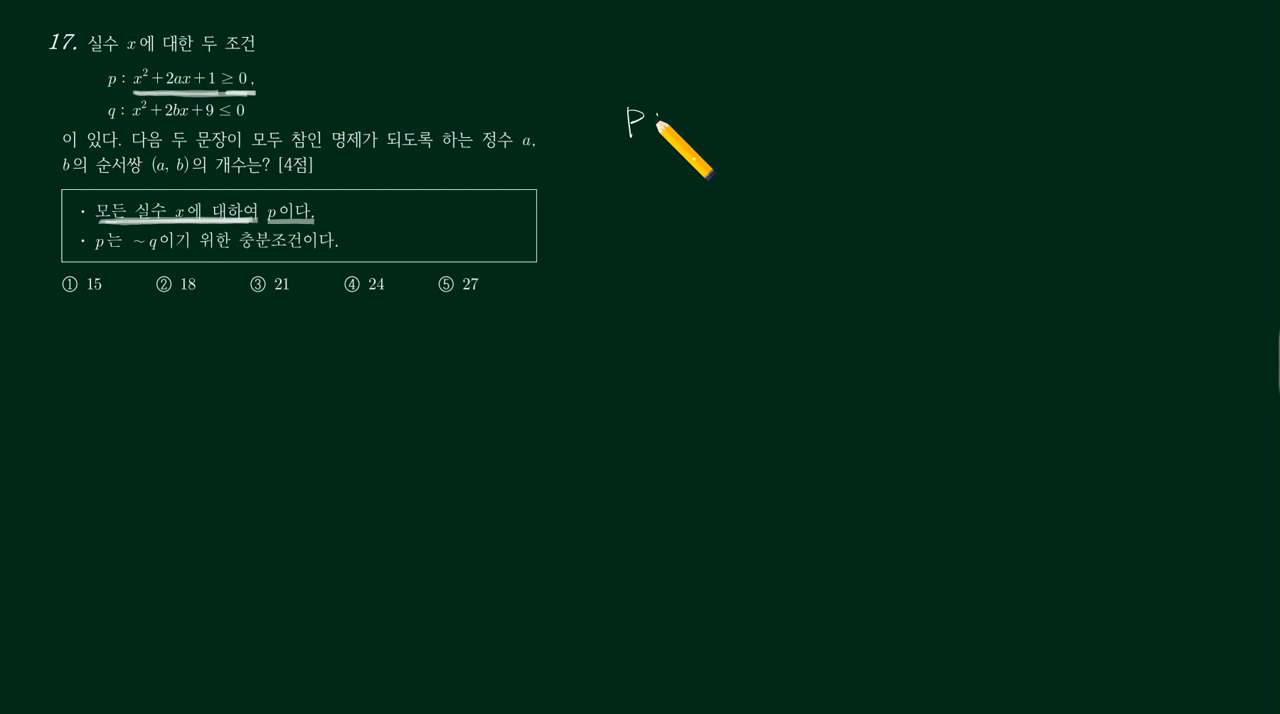 17. 실수 x에 대한 두 조건
p : x²+2ax+1 ≥ 0,
q : x²+2bx+9 ≤ 0
이 있다. 다음 두 문장이 모두 참인 명제가 되도록 하는 정수 a,
b의 순서쌍 (a, b)의 개수는? [4점]
· 모든 실수 x에 대하여 p이다.
· p는 ~q이기 위한 충분조건이다.
① 15 ② 18 ③ 21 ④ 24 ⑤ 27
P